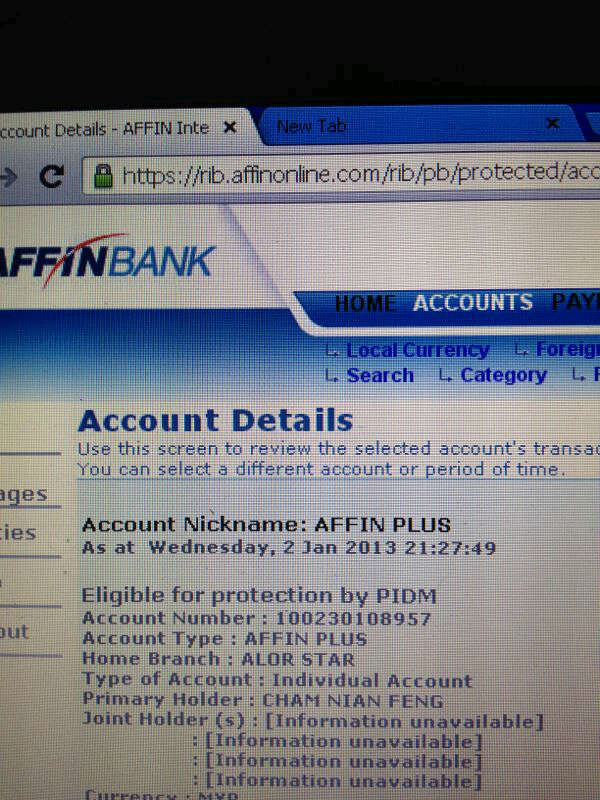 ccount Details - AFFIN Inte
New Tab
https://rib.affinonline.com/rib/pb/protected/acc
AFFIN BANK
HOME ACCOUNTS PAY
Local Currency Foreig
Search Category
Account Details
Use this screen to review the selected account's transac
You can select a different account or period of time.
ages
ies
out
Account Nickname: AFFIN PLUS
As at Wednesday, 2 Jan 2013 21:27:49
Eligible for protection by PIDM
Account Number : 100230108957
Account Type : AFFIN PLUS
Home Branch : ALOR STAR
Type of Account : Individual Account
Primary Holder : CHAM NIAN FENG
Joint Holder (s) : [Information unavailable]
: [Information unavailable]
: [Information unavailable]
: [Information unavailable]
Currency : MYR